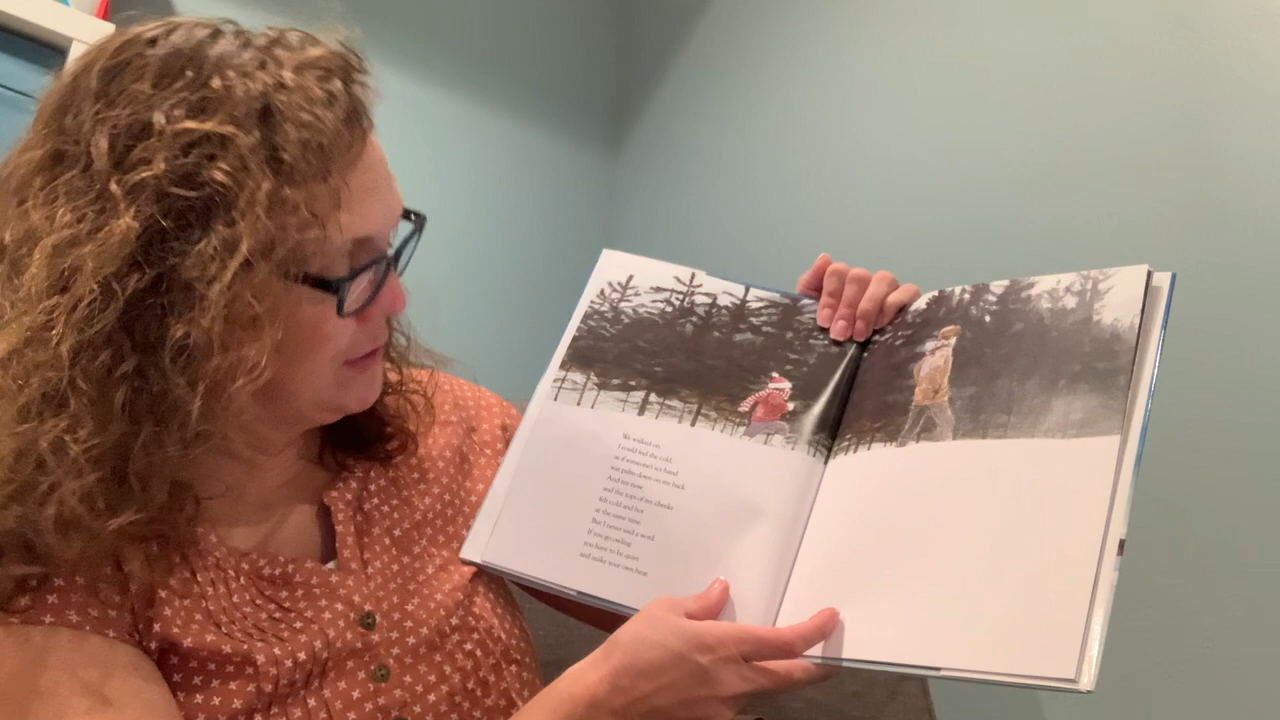 We walked on.
I could feel the cold,
as if someone's icy hand
was palm-down on my back.
And my nose
and the tops of my cheeks
felt cold and hot
at the same time.
But I never said a word.
If you go owling
you have to be quiet
and make your own heat.